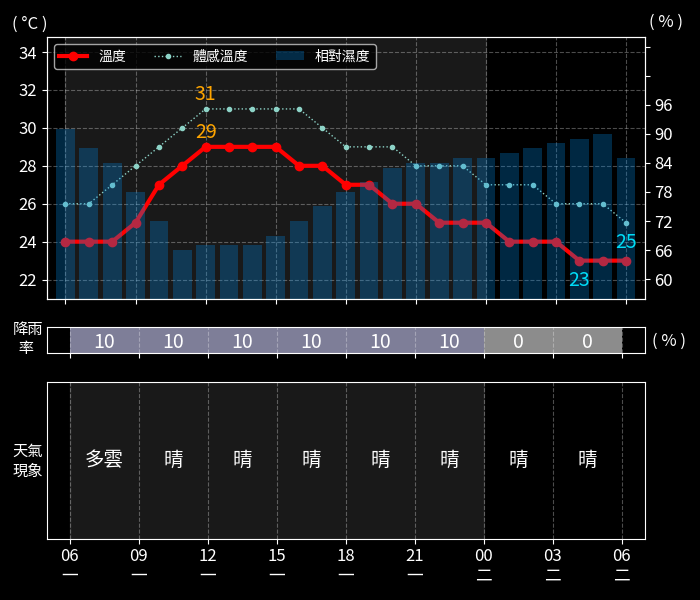 ( °C )
( % )
溫度 體感溫度 相對濕度
34
32
30
28
26
24
22
96
90
84
78
72
66
60
31
29
25
23
降雨率
10 10 10 10 10 10 0 0
( % )
天氣現象
多雲 晴 晴 晴 晴 晴 晴 晴
06 09 12 15 18 21 00 03 06
一 一 一 一 一 一 二 二 二